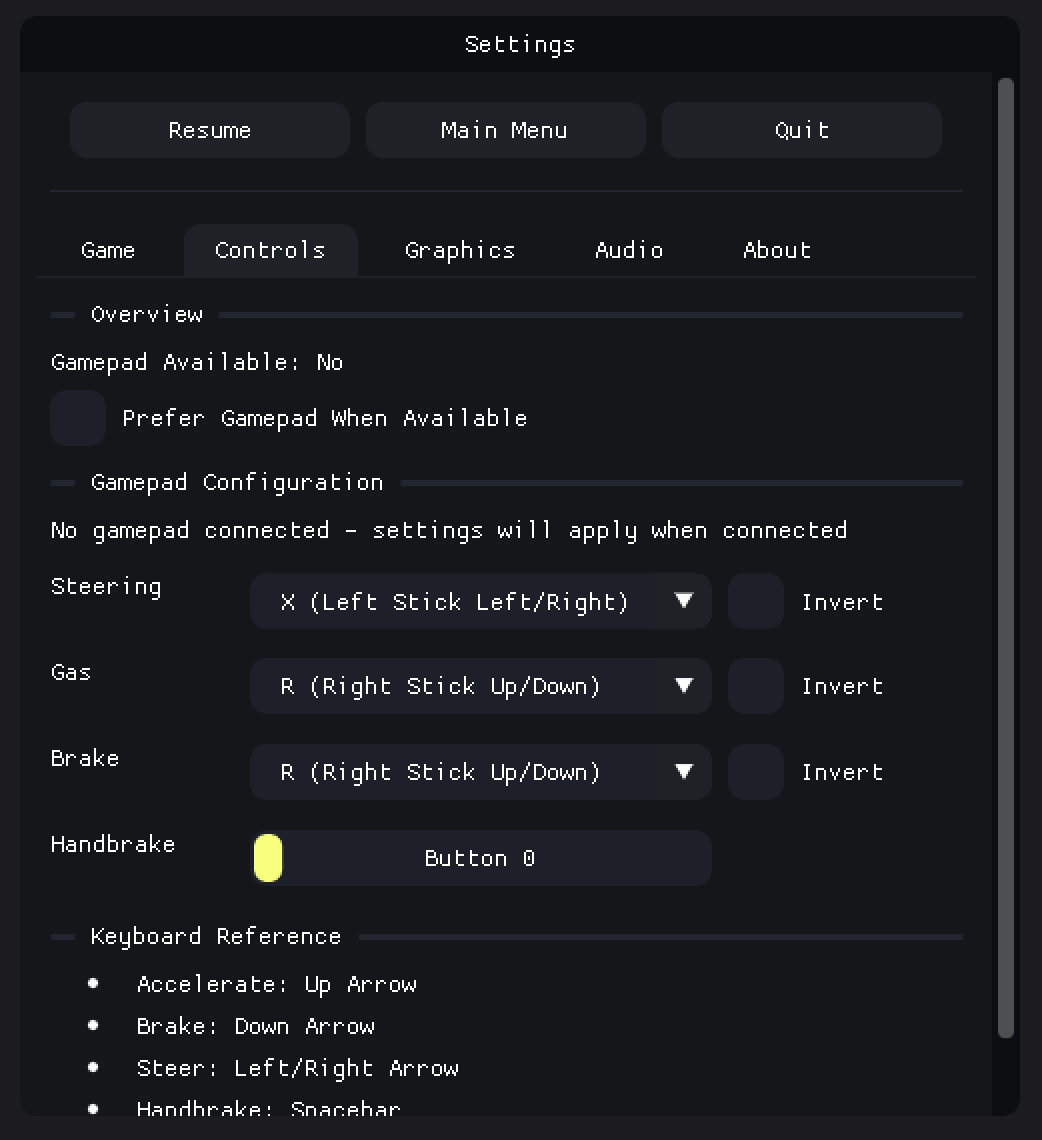 Settings
Resume Main Menu Quit
Game Controls Graphics Audio About
Overview
Gamepad Available: No
Prefer Gamepad When Available
Gamepad Configuration
No gamepad connected - settings will apply when connected
Steering X (Left Stick Left/Right) Invert
Gas R (Right Stick Up/Down) Invert
Brake R (Right Stick Up/Down) Invert
Handbrake Button 0
Keyboard Reference
Accelerate: Up Arrow
Brake: Down Arrow
Steer: Left/Right Arrow
Handbrake: Spacebar